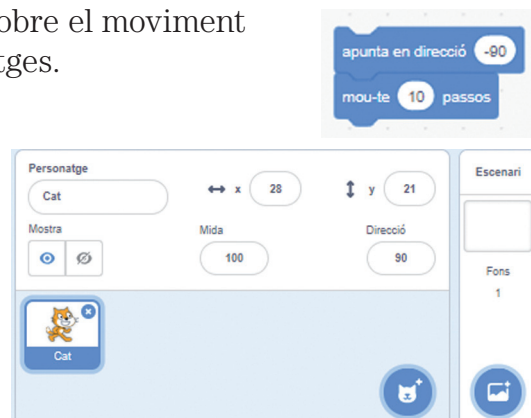 obre el moviment
tges.
apunta en direcció -90
mou-te 10 passos
Personatge
Cat
x 28
y 21
Mostra
Mida
100
Direcció
90
Cat
Escenari
Fons
1